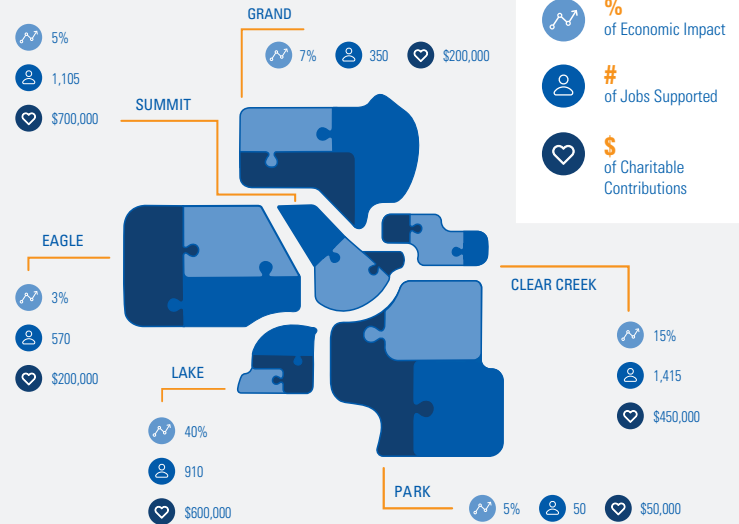 GRAND
7%
350
$200,000
5%
1,105
$700,000
SUMMIT
%
of Economic Impact
#
of Jobs Supported
$
of Charitable
Contributions
EAGLE
3%
570
$200,000
CLEAR CREEK
15%
1,415
$450,000
LAKE
40%
910
$600,000
PARK
5%
50
$50,000